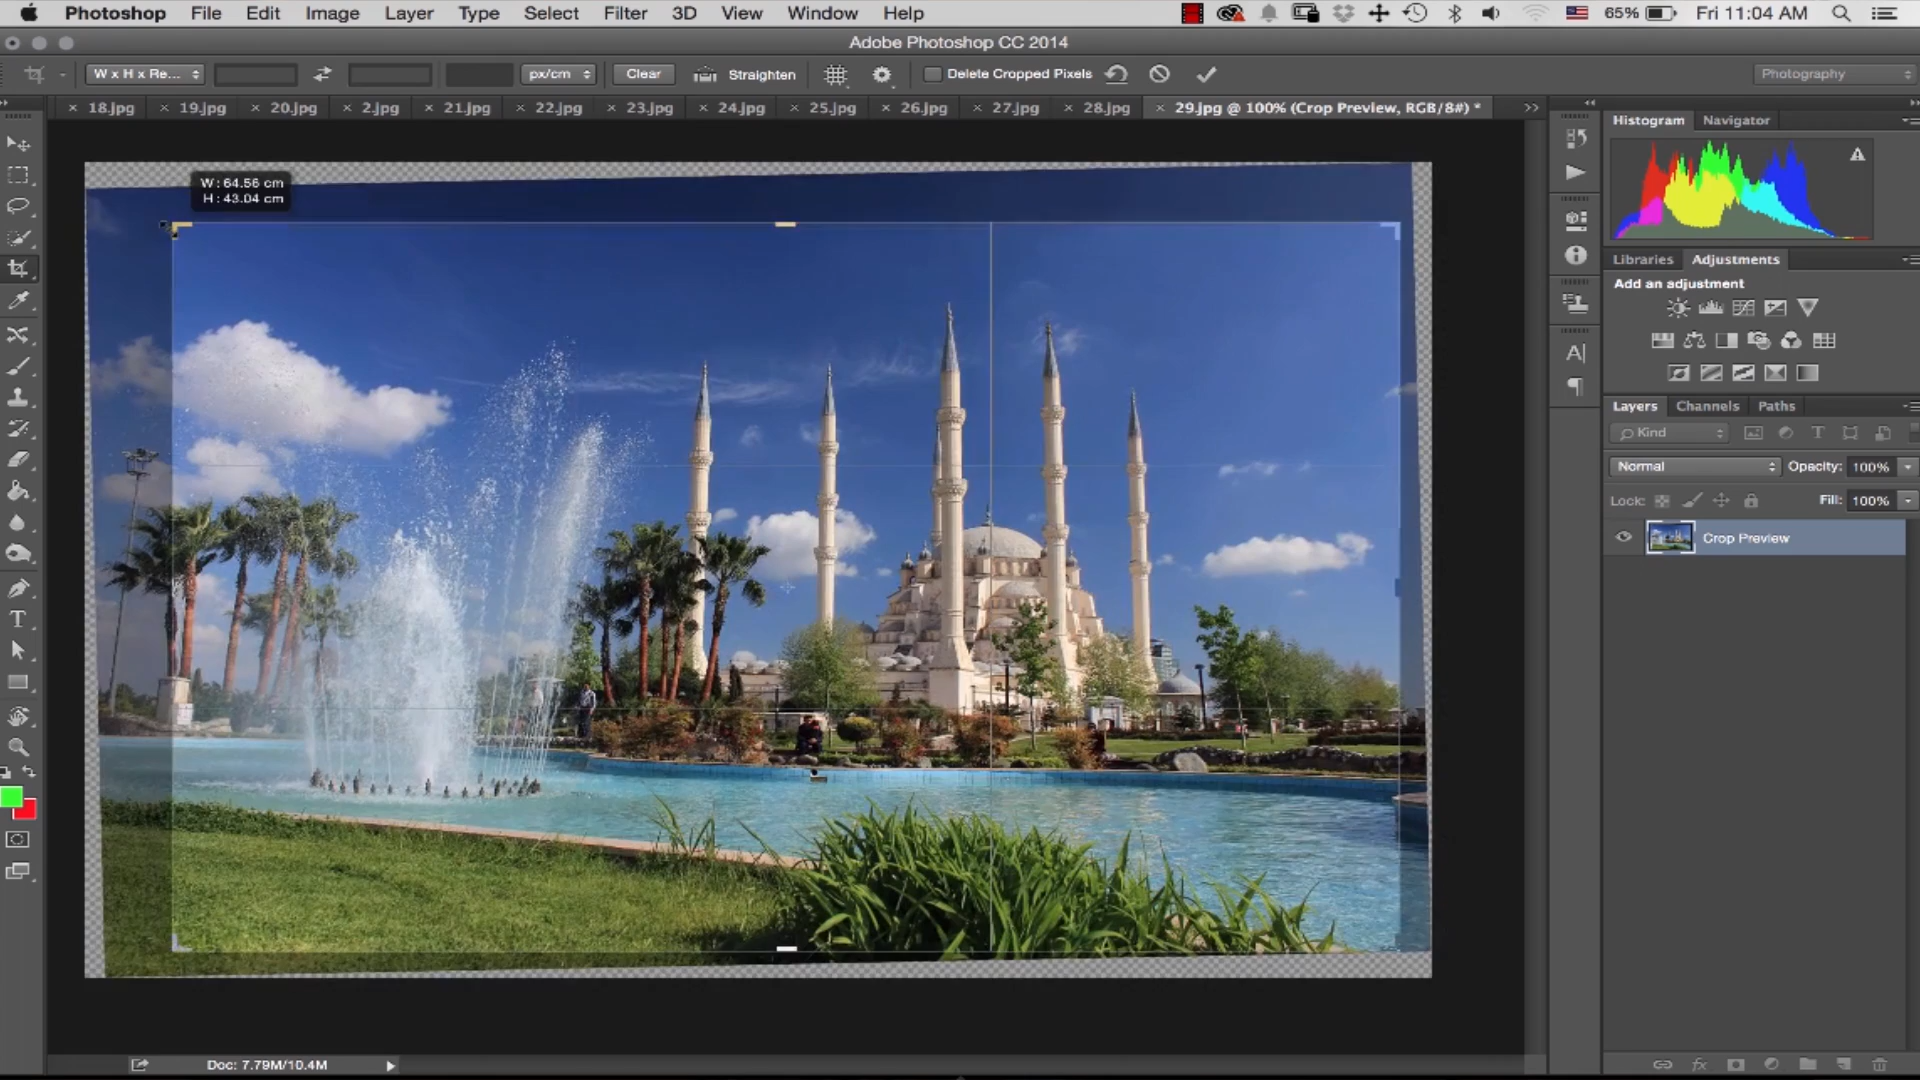 Photoshop File Edit Image Layer Type Select Filter 3D View Window Help 65% Fri 11:04 AM
Adobe Photoshop CC 2014
W x H x Re... px/cm Clear Straighten Delete Cropped Pixels Photography
× 18.jpg × 19.jpg × 20.jpg × 2.jpg × 21.jpg × 22.jpg × 23.jpg × 24.jpg × 25.jpg × 26.jpg × 27.jpg × 28.jpg × 29.jpg @ 100% (Crop Preview, RGB/8#) *
Histogram Navigator
W: 64.56 cm
H: 43.04 cm
Libraries Adjustments
Add an adjustment
Layers Channels Paths
Kind
Normal Opacity: 100%
Lock: Fill: 100%
Crop Preview
Doc: 7.79M/10.4M